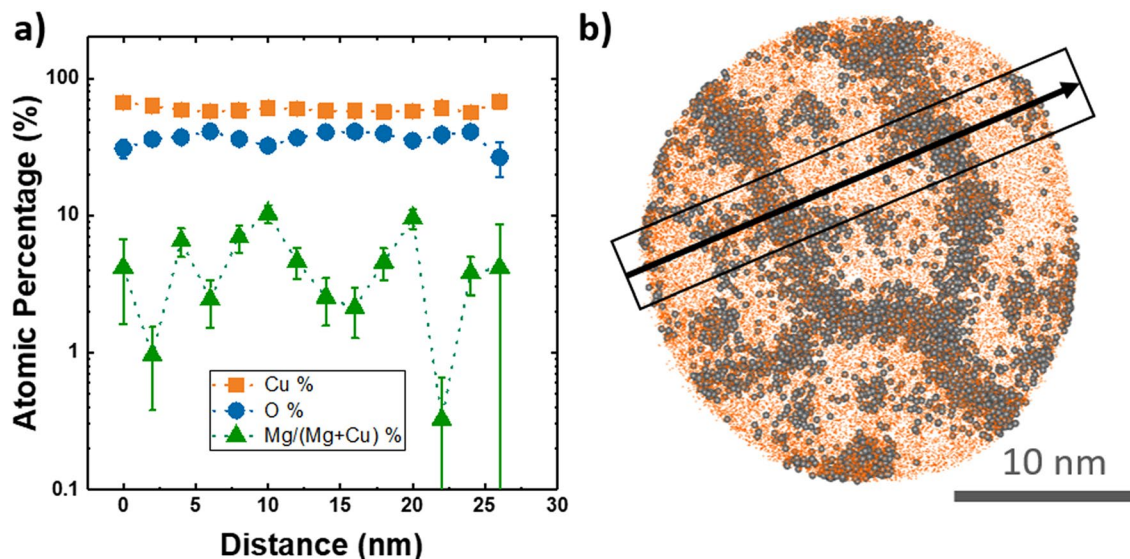 a)
Atomic Percentage (%)
100
10
1
0.1
Cu %
O %
Mg/(Mg+Cu) %
0 5 10 15 20 25 30
Distance (nm)
b)
10 nm